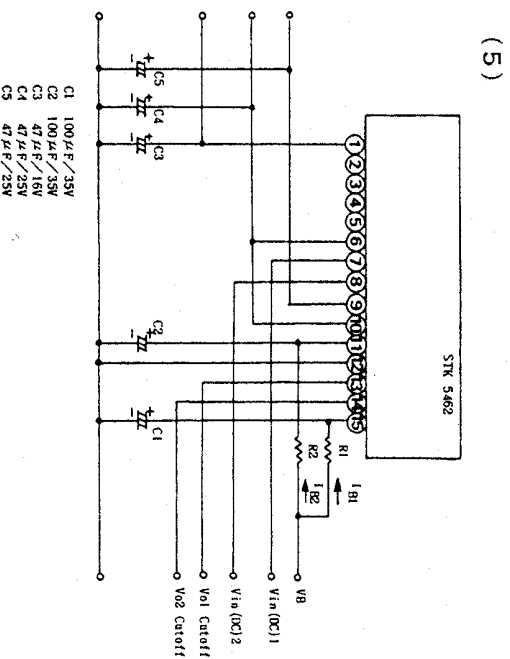 (5)
STK 5462
1 2 3 4 5 6 7 8 9 10 11 12 13 14 15
R1
I B1
R2
I B2
VB
Vin(DC)1
Vin(DC)2
Vo1 Cutoff
Vo2 Cutoff
+ C5 -
+ C4 -
+ C3 -
+ C2 -
+ C1 -
C1 100μF/35V
C2 100μF/35V
C3 47μF/16V
C4 47μF/25V
C5 47μF/25V